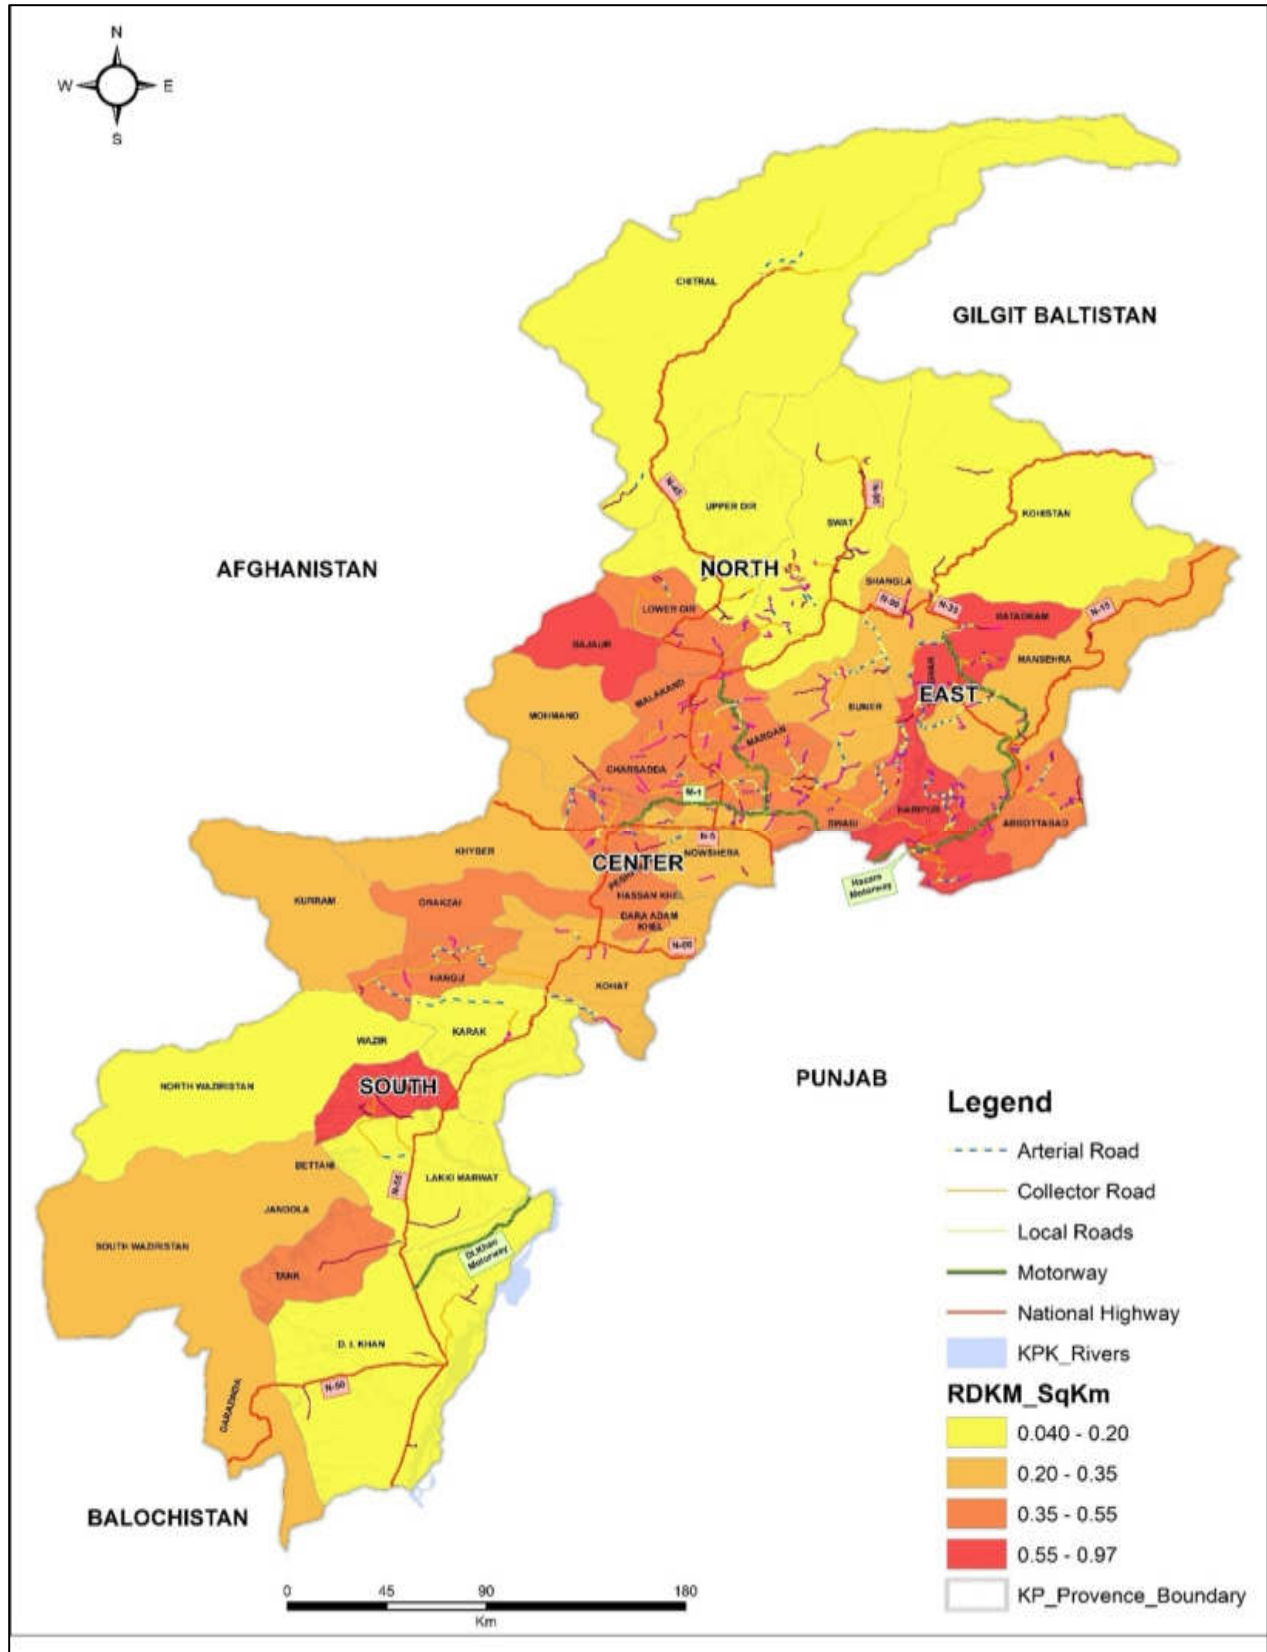 N
W E
S
CHITRAL
GILGIT BALTISTAN
N-45
UPPER DIR
SWAT
KOHISTAN
AFGHANISTAN
NORTH
SHANGLA
N-90
N-35
LOWER DIR
BATAGRAM
N-15
BAJAUR
MANSEHRA
EAST
MALAKAND
BUNER
MOHMAND
MARDAN
CHARSADDA
M-1
HARIPUR
SWABI
ABBOTTABAD
N-5
KHYBER
CENTER
NOWSHERA
Hazara
Motorway
KURRAM
ORAKZAI
HASSAN KHEL
DARA ADAM
KHEL
N-80
HANGU
KOHAT
KARAK
WAZIR
PUNJAB
NORTH WAZIRISTAN
SOUTH
BETTANI
LAKKI MARWAT
N-55
JANDOLA
SOUTH WAZIRISTAN
DI.Khan
Motorway
TANK
D. I. KHAN
N-50
BALOCHISTAN
Legend
Arterial Road
Collector Road
Local Roads
Motorway
National Highway
KPK_Rivers
RDKM_SqKm
0.040 - 0.20
0.20 - 0.35
0.35 - 0.55
0.55 - 0.97
KP_Provence_Boundary
0 45 90 180
Km